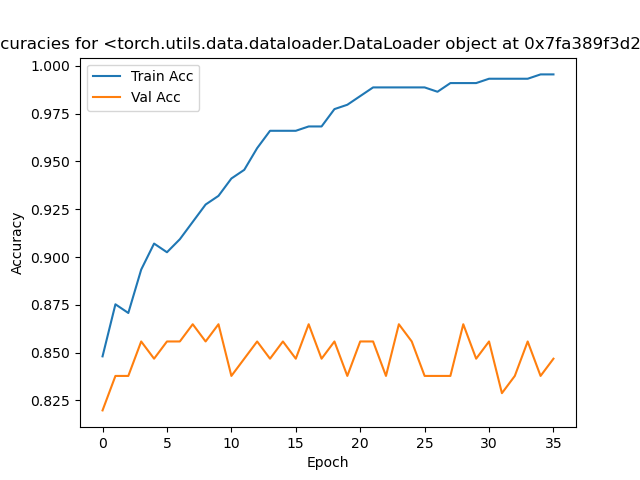 curacies for <torch.utils.data.dataloader.DataLoader object at 0x7fa389f3d2
1.000
0.975
0.950
0.925
0.900
0.875
0.850
0.825
Train Acc
Val Acc
Accuracy
0 5 10 15 20 25 30 35
Epoch